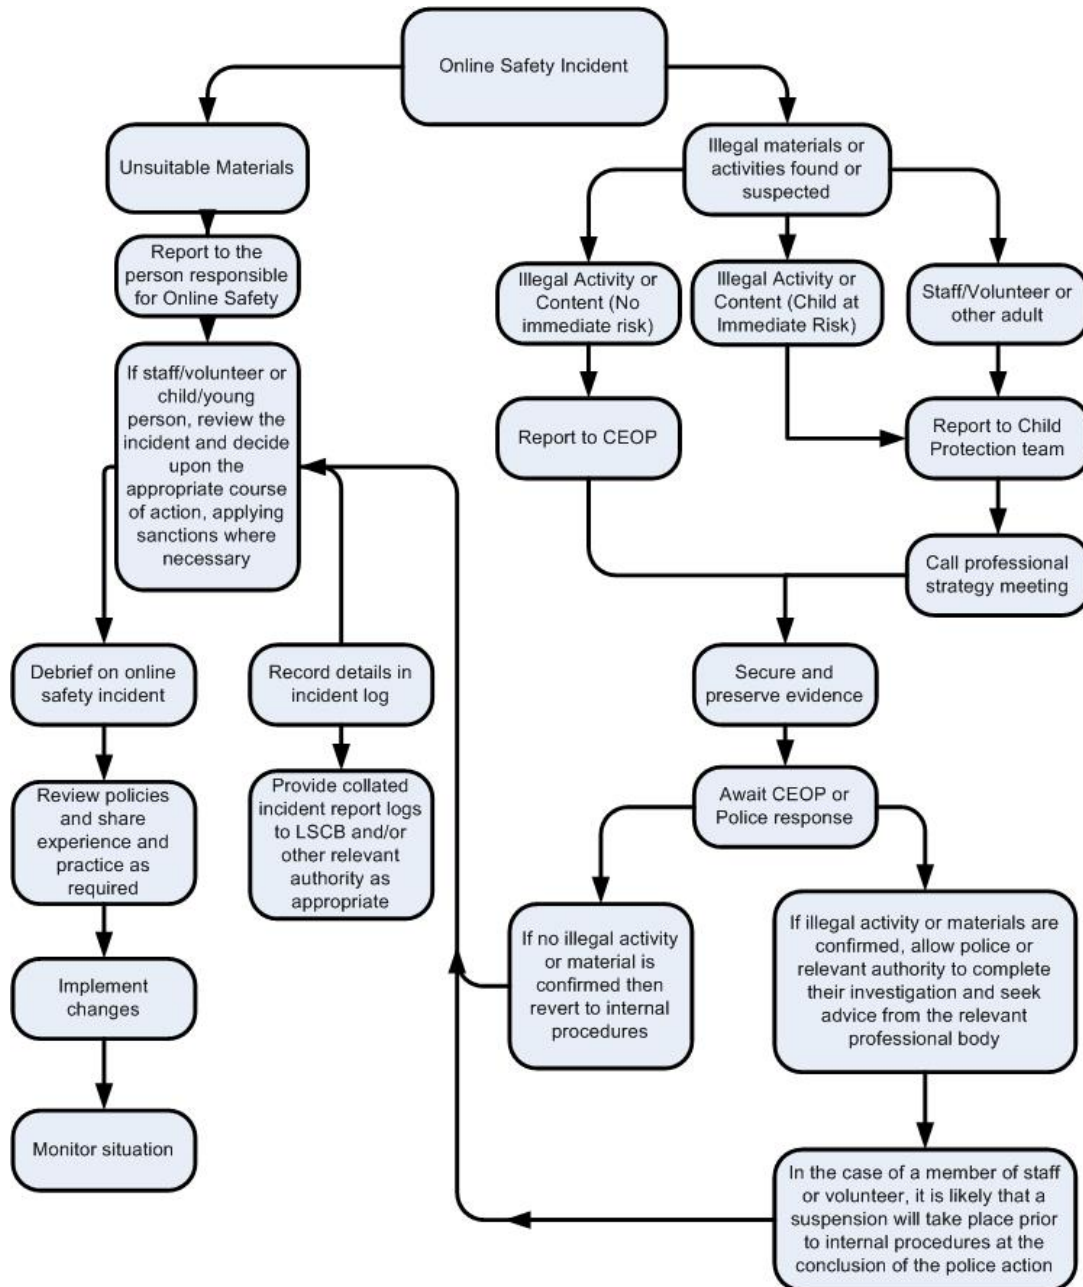 Online Safety Incident
Unsuitable Materials
Report to the
person responsible
for Online Safety
If staff/volunteer or
child/young
person, review the
incident and decide
upon the
appropriate course
of action, applying
sanctions where
necessary
Debrief on online
safety incident
Review policies
and share
experience and
practice as
required
Implement
changes
Monitor situation
Record details in
incident log
Provide collated
incident report logs
to LSCB and/or
other relevant
authority as
appropriate
Illegal materials or
activities found or
suspected
Illegal Activity or
Content (No
immediate risk)
Illegal Activity or
Content (Child at
Immediate Risk)
Staff/Volunteer or
other adult
Report to CEOP
Report to Child
Protection team
Call professional
strategy meeting
Secure and
preserve evidence
Await CEOP or
Police response
If no illegal activity
or material is
confirmed then
revert to internal
procedures
If illegal activity or materials are
confirmed, allow police or
relevant authority to complete
their investigation and seek
advice from the relevant
professional body
In the case of a member of staff
or volunteer, it is likely that a
suspension will take place prior
to internal procedures at the
conclusion of the police action